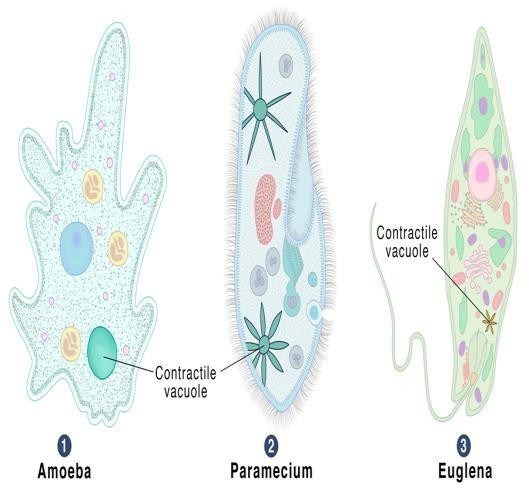 Contractile
vacuole
Contractile
vacuole
1 2 3
Amoeba Paramecium Euglena